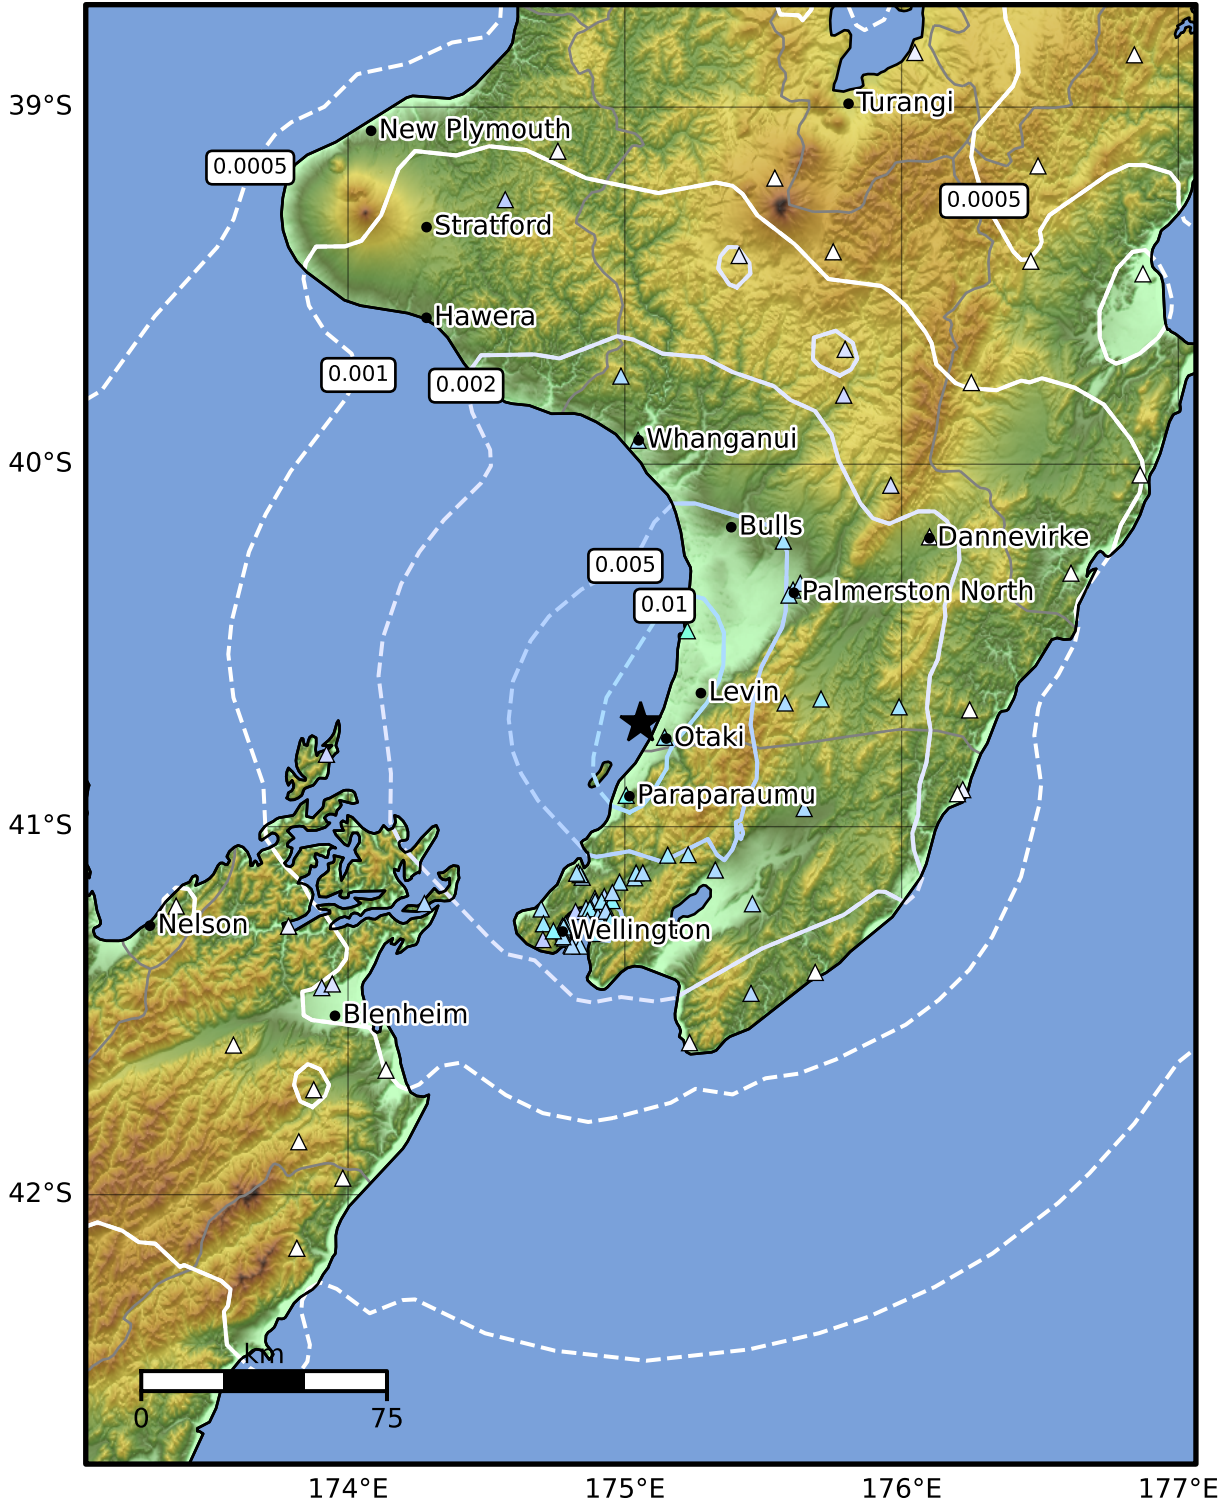 39°S
40°S
41°S
42°S
174°E
175°E
176°E
177°E
Turangi
New Plymouth
0.0005
0.0005
Stratford
Hawera
0.001
0.002
Whanganui
Bulls
Dannevirke
0.005
Palmerston North
0.01
Levin
Otaki
Paraparaumu
Nelson
Wellington
Blenheim
km
0
75